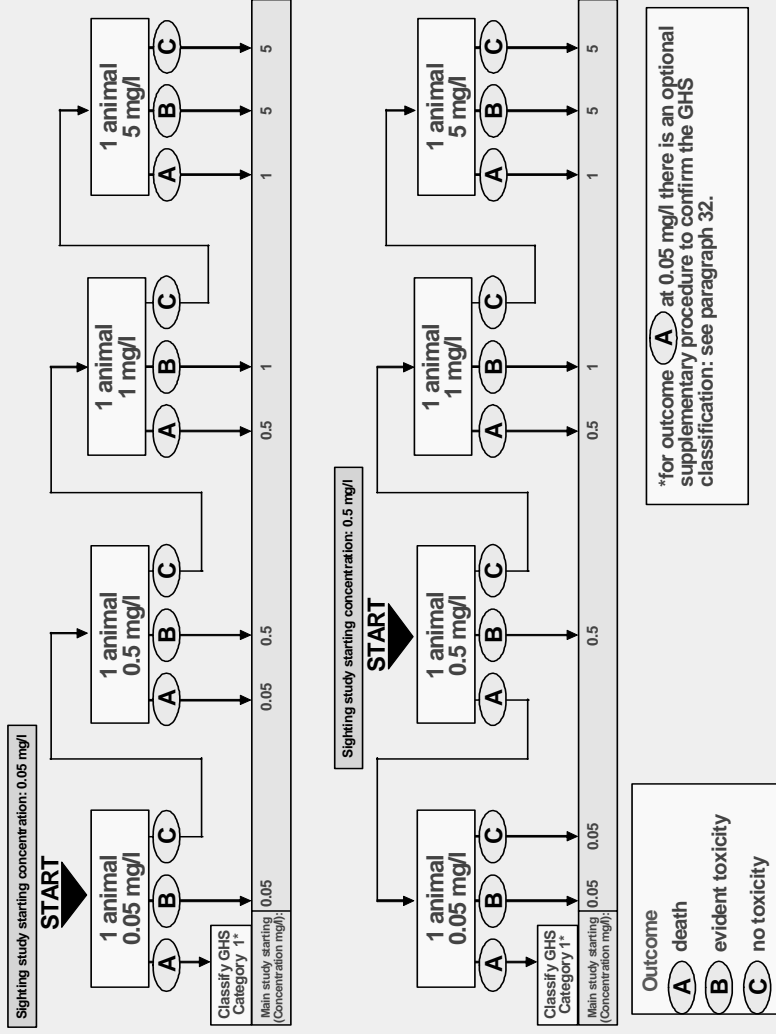 Sighting study starting concentration: 0.05 mg/l
START
1 animal
0.05 mg/l
1 animal
0.5 mg/l
1 animal
1 mg/l
1 animal
5 mg/l
A B C
A B C
A B C
A B C
Classify GHS
Category 1*
Main study starting
(Concentration mg/l):
0.05 0.05 0.5 0.5 1 1 5 5
Sighting study starting concentration: 0.5 mg/l
START
1 animal
0.05 mg/l
1 animal
0.5 mg/l
1 animal
1 mg/l
1 animal
5 mg/l
A B C
A B C
A B C
A B C
Classify GHS
Category 1*
Main study starting
(Concentration mg/l):
0.05 0.05 0.5 0.5 1 1 5 5
Outcome
A death
B evident toxicity
C no toxicity
*for outcome A at 0.05 mg/l there is an optional
supplementary procedure to confirm the GHS
classification: see paragraph 32.